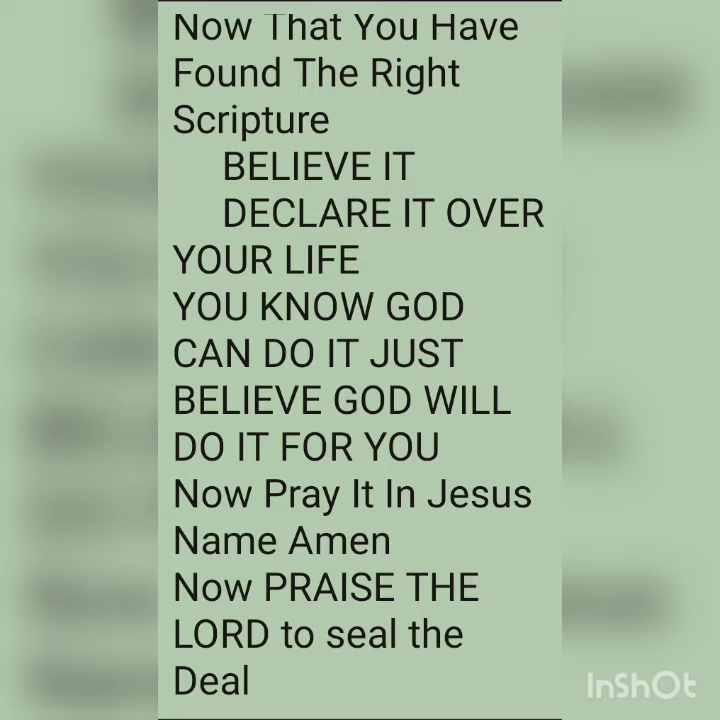 Now That You Have
Found The Right
Scripture
BELIEVE IT
DECLARE IT OVER
YOUR LIFE
YOU KNOW GOD
CAN DO IT JUST
BELIEVE GOD WILL
DO IT FOR YOU
Now Pray It In Jesus
Name Amen
Now PRAISE THE
LORD to seal the
Deal
InShOt